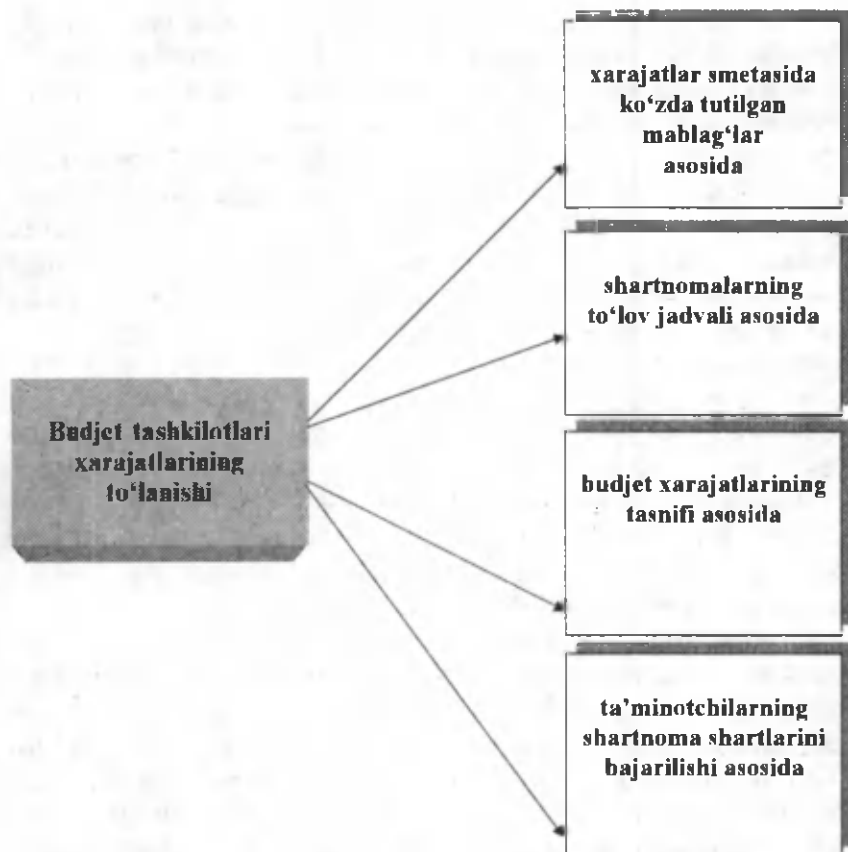 xarajatlar smetasida
ko‘zda tutilgan
mablag‘lar
asosida
shartnomalarning
to‘lov jadvali asosida
Budjet tashkilotlari
xarajatlarining
to‘lanishi
budjet xarajatlarining
tasnifi asosida
ta’minotchilarning
shartnoma shartlarini
bajarilishi asosida